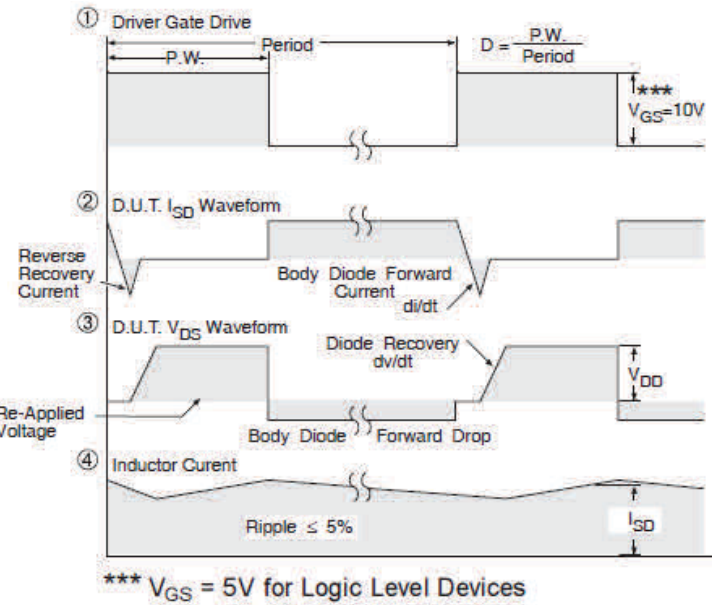 ① Driver Gate Drive
P.W.
Period
D = P.W.
Period
***
VGS=10V
② D.U.T. ISD Waveform
Reverse
Recovery
Current
Body Diode Forward
Current
di/dt
③ D.U.T. VDS Waveform
Diode Recovery
dv/dt
VDD
Re-Applied
Voltage
Body Diode Forward Drop
④ Inductor Curent
Ripple ≤ 5%
ISD
*** VGS = 5V for Logic Level Devices